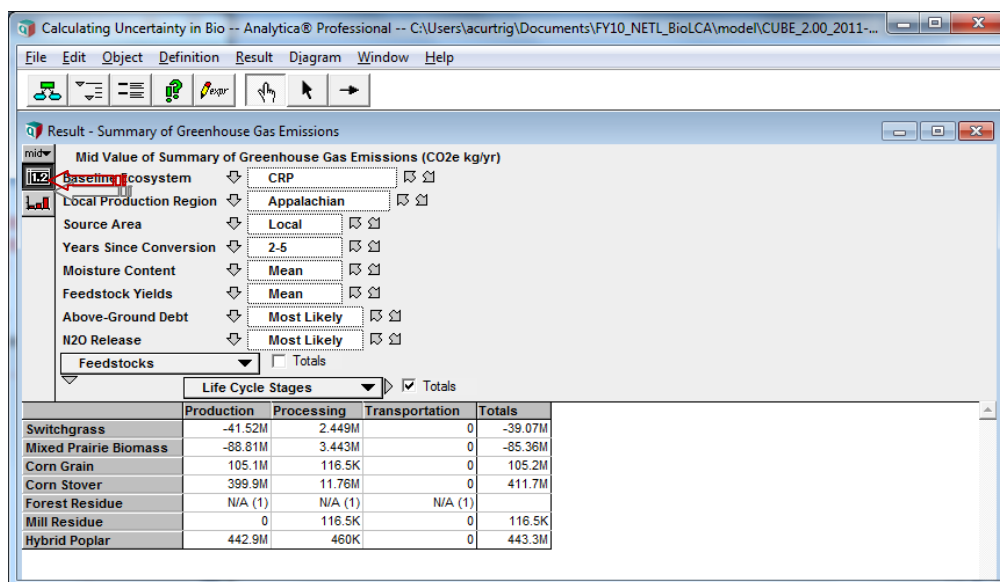 Calculating Uncertainty in Bio -- Analytica® Professional -- C:\Users\acurtrig\Documents\FY10_NETL_BioLCA\model\CUBE_2.00_2011-...
File Edit Object Definition Result Diagram Window Help
expr
Result - Summary of Greenhouse Gas Emissions
mid Mid Value of Summary of Greenhouse Gas Emissions (CO2e kg/yr)
1.2 Baseline Ecosystem CRP
Local Production Region Appalachian
Source Area Local
Years Since Conversion 2-5
Moisture Content Mean
Feedstock Yields Mean
Above-Ground Debt Most Likely
N2O Release Most Likely
Feedstocks Totals
Life Cycle Stages Totals
Production Processing Transportation Totals
Switchgrass -41.52M 2.449M 0 -39.07M
Mixed Prairie Biomass -88.81M 3.443M 0 -85.36M
Corn Grain 105.1M 116.5K 0 105.2M
Corn Stover 399.9M 11.76M 0 411.7M
Forest Residue N/A (1) N/A (1) N/A (1)
Mill Residue 0 116.5K 0 116.5K
Hybrid Poplar 442.9M 460K 0 443.3M